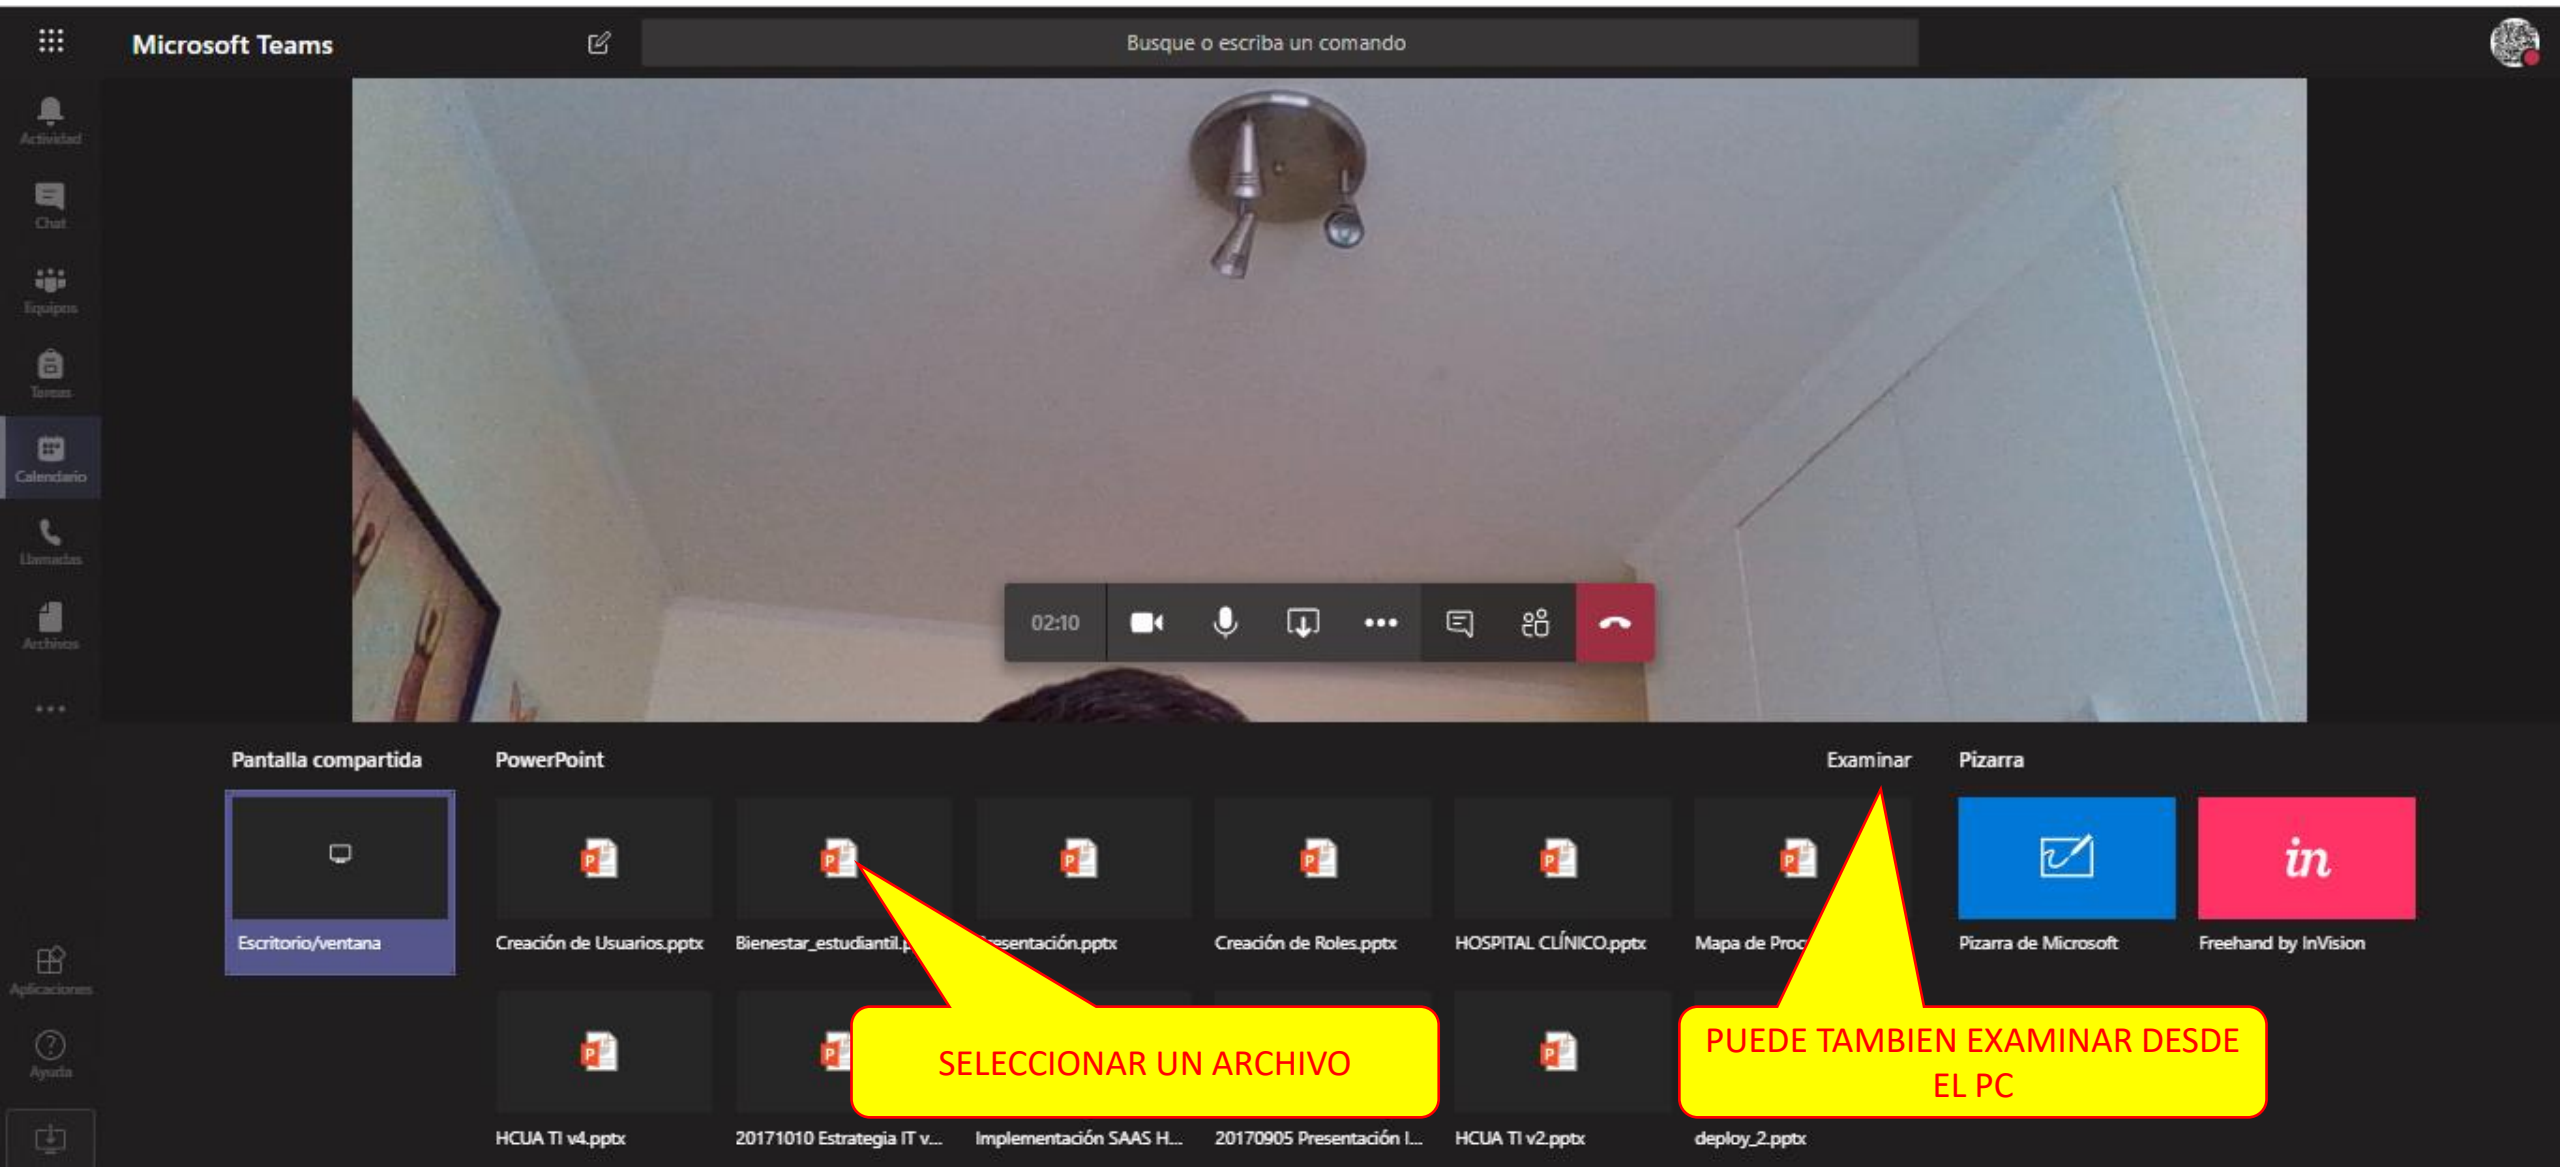 Microsoft Teams
Busque o escriba un comando
Actividad
Chat
Equipos
Tareas
Calendario
Llamadas
Archivos
02:10
Pantalla compartida
PowerPoint
Examinar
Pizarra
P
P
P
P
P
P
in
Escritorio/ventana
Creación de Usuarios.pptx
Bienestar_estudiantil.p
resentación.pptx
Creación de Roles.pptx
HOSPITAL CLÍNICO.pptx
Mapa de Proc
Pizarra de Microsoft
Freehand by InVision
Aplicaciones
Ayuda
P
P
SELECCIONAR UN ARCHIVO
P
PUEDE TAMBIEN EXAMINAR DESDE
EL PC
HCUA TI v4.pptx
20171010 Estrategia IT v...
Implementación SAAS H...
20170905 Presentación I...
HCUA TI v2.pptx
deploy_2.pptx